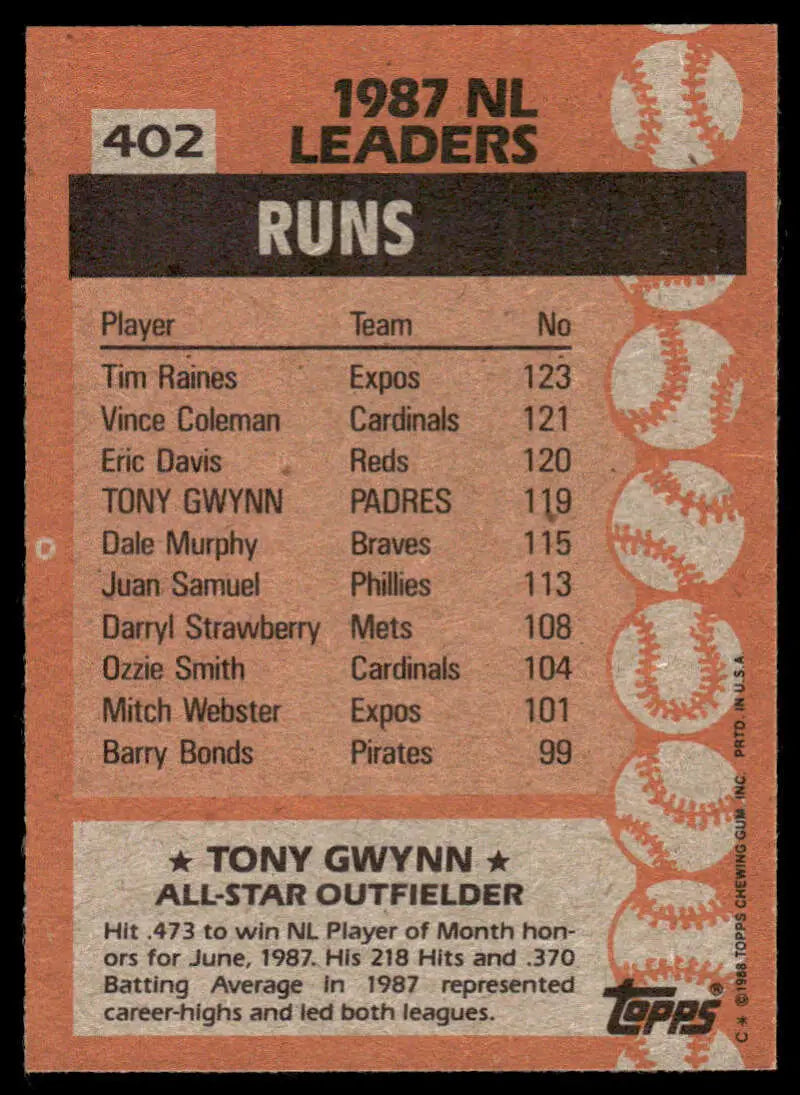 402
1987 NL
LEADERS
RUNS
Player Team No
Tim Raines Expos 123
Vince Coleman Cardinals 121
Eric Davis Reds 120
TONY GWYNN PADRES 119
Dale Murphy Braves 115
Juan Samuel Phillies 113
Darryl Strawberry Mets 108
Ozzie Smith Cardinals 104
Mitch Webster Expos 101
Barry Bonds Pirates 99
★ TONY GWYNN ★
ALL-STAR OUTFIELDER
Hit .473 to win NL Player of Month hon-
ors for June, 1987. His 218 Hits and .370
Batting Average in 1987 represented
career-highs and led both leagues.
Topps®
C * ©1988 TOPPS CHEWING GUM, INC. PRTD. IN U.S.A